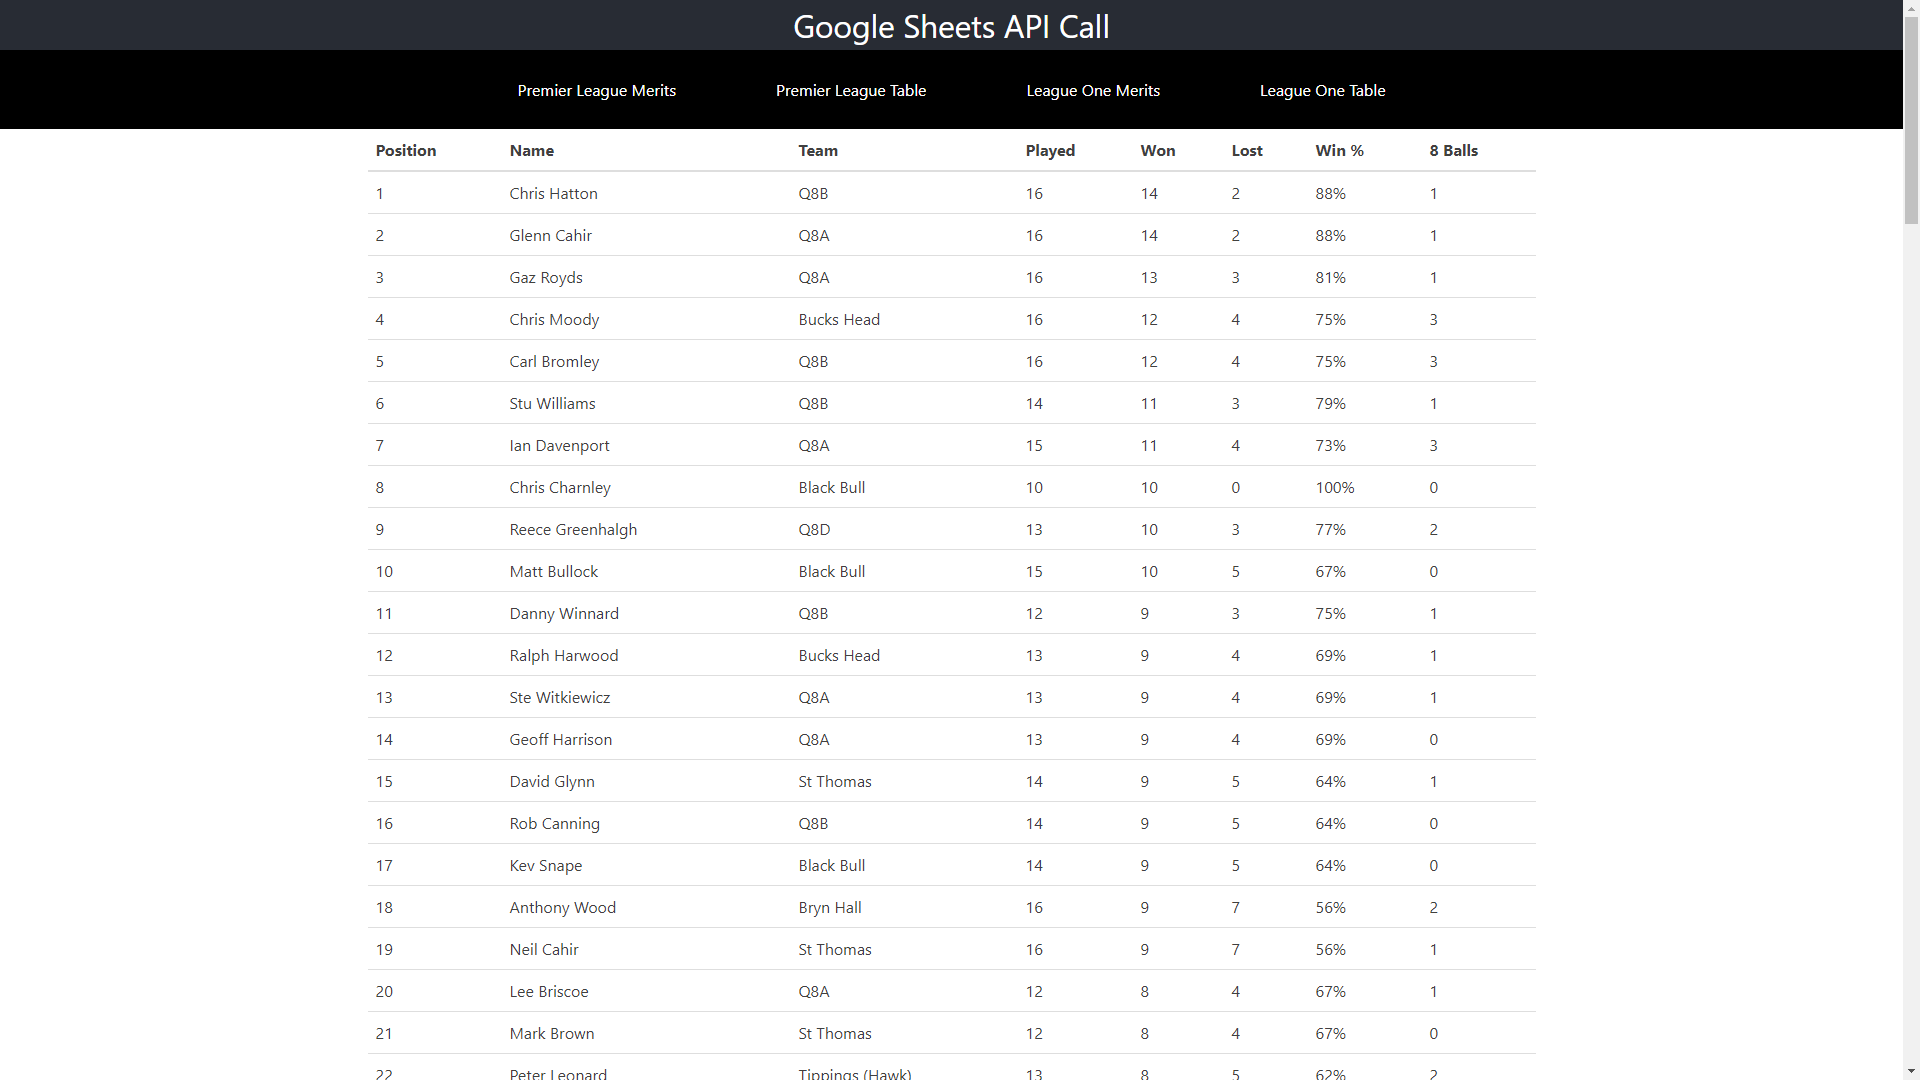 Google Sheets API Call
Premier League Merits Premier League Table League One Merits League One Table
Position Name Team Played Won Lost Win % 8 Balls
1 Chris Hatton Q8B 16 14 2 88% 1
2 Glenn Cahir Q8A 16 14 2 88% 1
3 Gaz Royds Q8A 16 13 3 81% 1
4 Chris Moody Bucks Head 16 12 4 75% 3
5 Carl Bromley Q8B 16 12 4 75% 3
6 Stu Williams Q8B 14 11 3 79% 1
7 Ian Davenport Q8A 15 11 4 73% 3
8 Chris Charnley Black Bull 10 10 0 100% 0
9 Reece Greenhalgh Q8D 13 10 3 77% 2
10 Matt Bullock Black Bull 15 10 5 67% 0
11 Danny Winnard Q8B 12 9 3 75% 1
12 Ralph Harwood Bucks Head 13 9 4 69% 1
13 Ste Witkiewicz Q8A 13 9 4 69% 1
14 Geoff Harrison Q8A 13 9 4 69% 0
15 David Glynn St Thomas 14 9 5 64% 1
16 Rob Canning Q8B 14 9 5 64% 0
17 Kev Snape Black Bull 14 9 5 64% 0
18 Anthony Wood Bryn Hall 16 9 7 56% 2
19 Neil Cahir St Thomas 16 9 7 56% 1
20 Lee Briscoe Q8A 12 8 4 67% 1
21 Mark Brown St Thomas 12 8 4 67% 0
22 Peter Leonard Tippings (Hawk) 13 8 5 62% 2